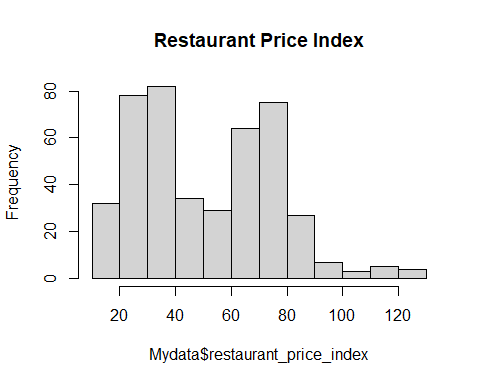 Restaurant Price Index
Frequency
0 20 40 60 80
20 40 60 80 100 120
Mydata$restaurant_price_index